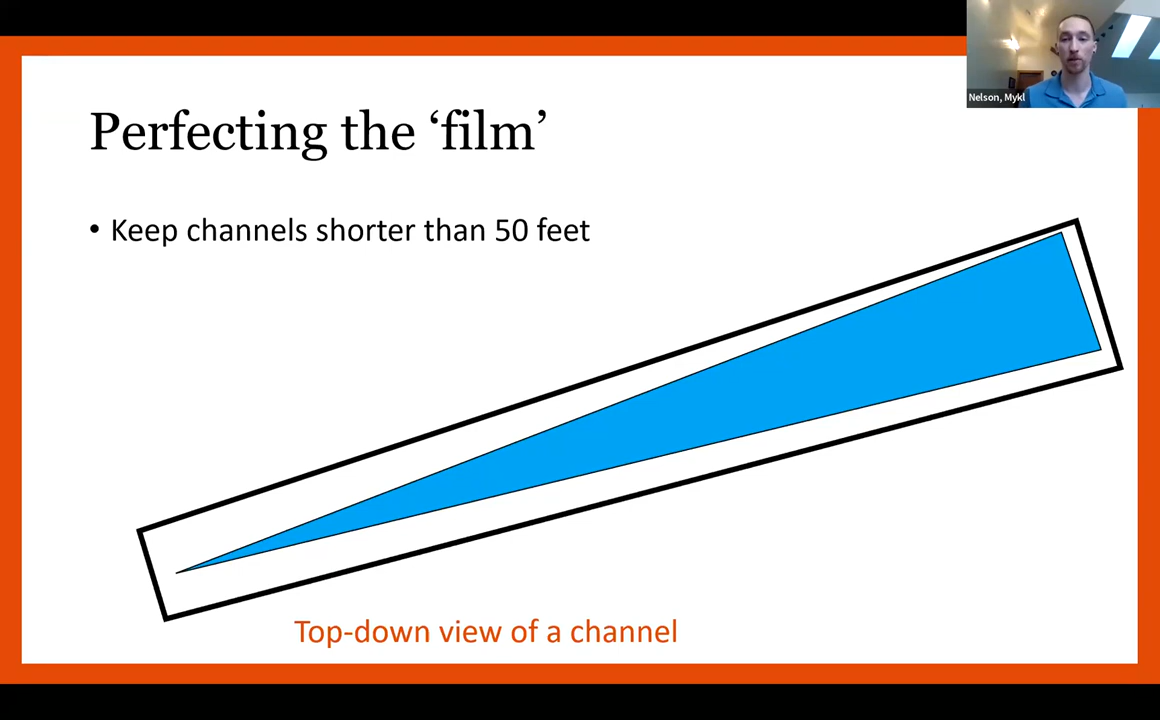 Nelson, Mykl
Perfecting the ‘film’
• Keep channels shorter than 50 feet
Top-down view of a channel